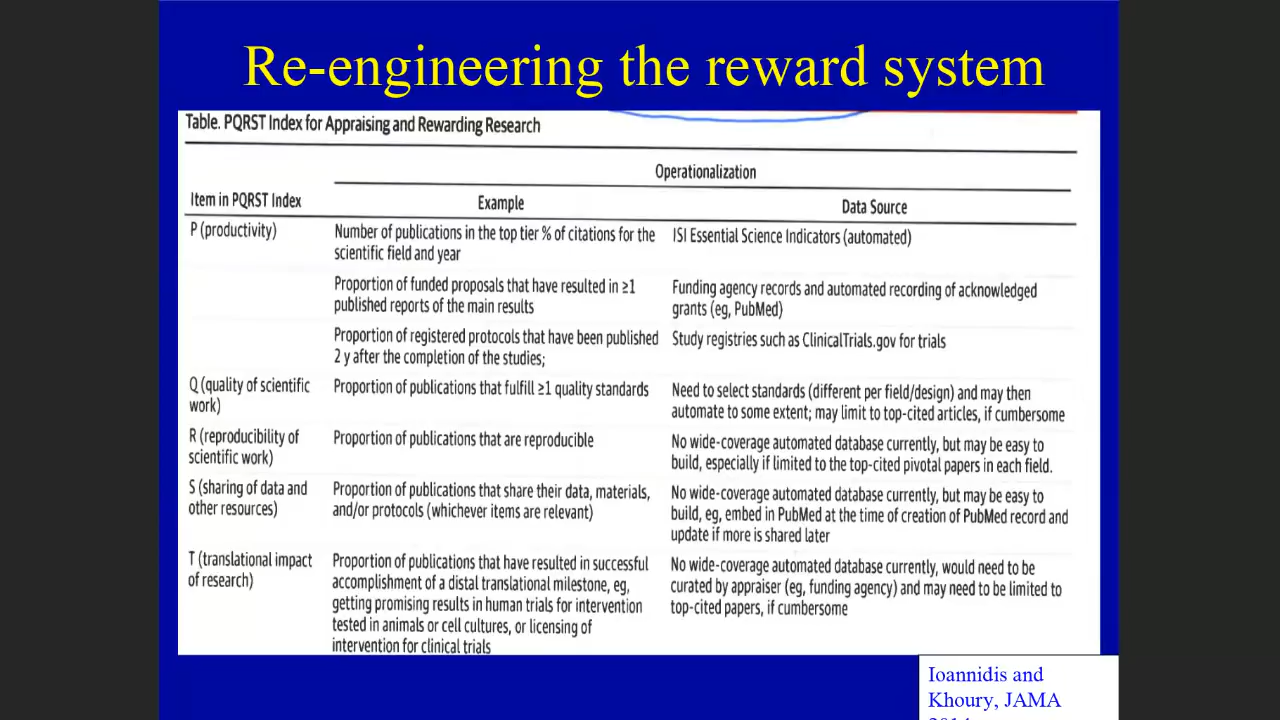 Re-engineering the reward system
Table. PQRST Index for Appraising and Rewarding Research
Operationalization
Item in PQRST Index Example Data Source
P (productivity) Number of publications in the top tier % of citations for the ISI Essential Science Indicators (automated)
scientific field and year
Proportion of funded proposals that have resulted in ≥1 Funding agency records and automated recording of acknowledged
published reports of the main results grants (eg, PubMed)
Proportion of registered protocols that have been published Study registries such as ClinicalTrials.gov for trials
2 y after the completion of the studies;
Q (quality of scientific Proportion of publications that fulfill ≥1 quality standards Need to select standards (different per field/design) and may then
work) automate to some extent; may limit to top-cited articles, if cumbersome
R (reproducibility of Proportion of publications that are reproducible No wide-coverage automated database currently, but may be easy to
scientific work) build, especially if limited to the top-cited pivotal papers in each field.
S (sharing of data and Proportion of publications that share their data, materials, No wide-coverage automated database currently, but may be easy to
other resources) and/or protocols (whichever items are relevant) build, eg, embed in PubMed at the time of creation of PubMed record and
update if more is shared later
T (translational impact Proportion of publications that have resulted in successful No wide-coverage automated database currently, would need to be
of research) accomplishment of a distal translational milestone, eg, curated by appraiser (eg, funding agency) and may need to be limited to
getting promising results in human trials for intervention top-cited papers, if cumbersome
tested in animals or cell cultures, or licensing of
intervention for clinical trials
Ioannidis and
Khoury, JAMA